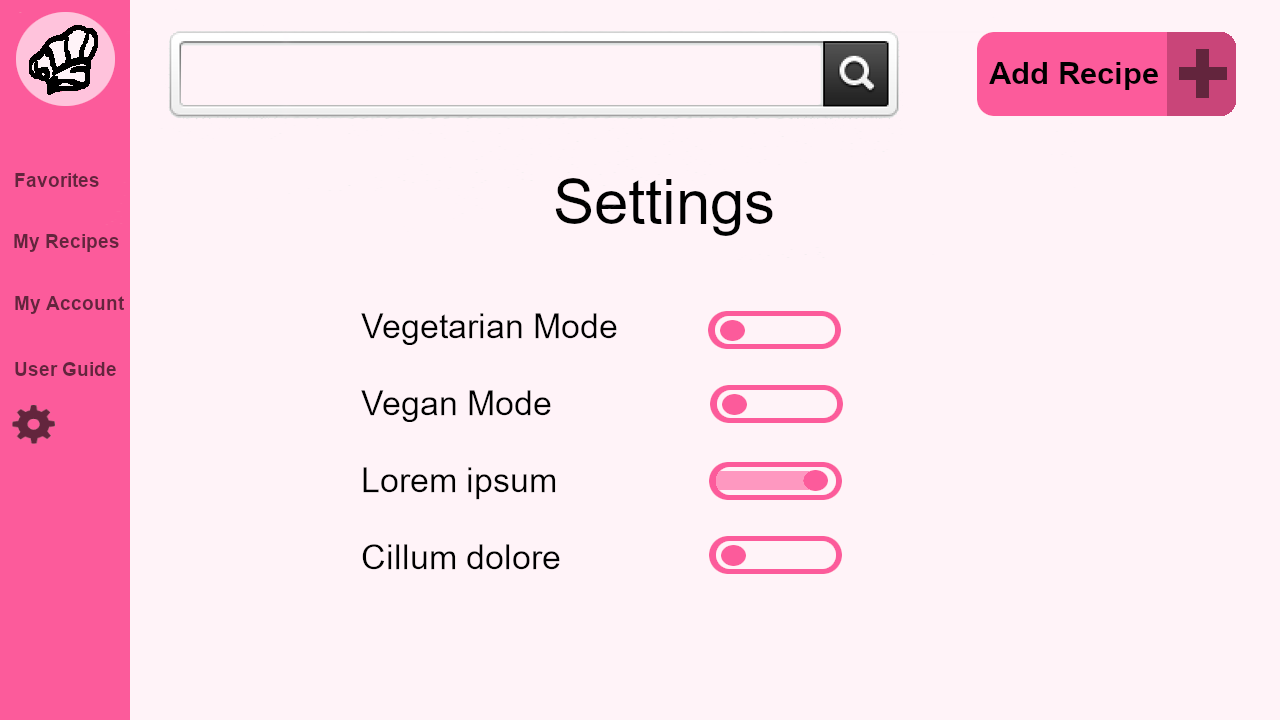 Add Recipe
Favorites
My Recipes
My Account
User Guide
Settings
Vegetarian Mode
Vegan Mode
Lorem ipsum
Cillum dolore